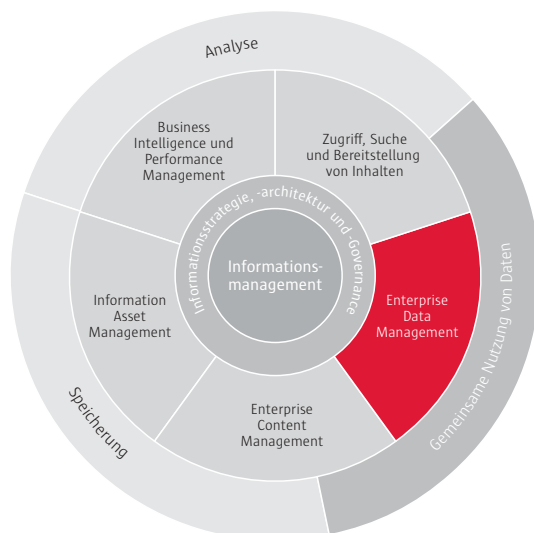 Analyse
Business
Intelligence und
Performance
Management
Zugriff, Suche
und Bereitstellung
von Inhalten
Informationsstrategie, -architektur und -Governance
Informations-
management
Information
Asset
Management
Enterprise
Data
Management
Enterprise
Content
Management
Speicherung
Gemeinsame Nutzung von Daten